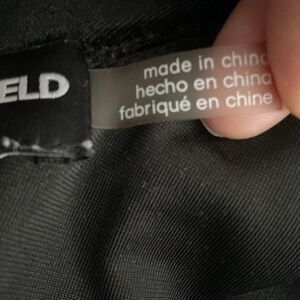 ELD
made in china
hecho en china
fabriqué en chine